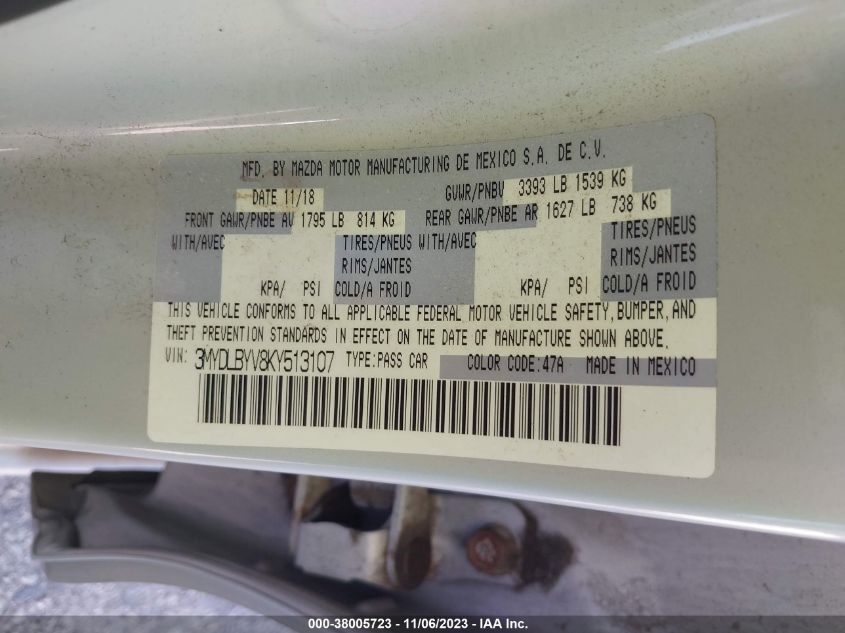 MFD. BY MAZDA MOTOR MANUFACTURING DE MEXICO S.A. DE C.V.
DATE 11/18 GVWR/PNBV 3393 LB 1539 KG
FRONT GAWR/PNBE AV 1795 LB 814 KG REAR GAWR/PNBE AR 1627 LB 738 KG
WITH/AVEC TIRES/PNEUS WITH/AVEC TIRES/PNEUS
RIMS/JANTES RIMS/JANTES
KPA/ PSI COLD/A FROID KPA/ PSI COLD/A FROID
THIS VEHICLE CONFORMS TO ALL APPLICABLE FEDERAL MOTOR VEHICLE SAFETY, BUMPER, AND
THEFT PREVENTION STANDARDS IN EFFECT ON THE DATE OF MANUFACTURE SHOWN ABOVE.
VIN: 3MYDLBYV8KY513107 TYPE:PASS CAR COLOR CODE:47A MADE IN MEXICO
000-38005723 - 11/06/2023 - IAA Inc.